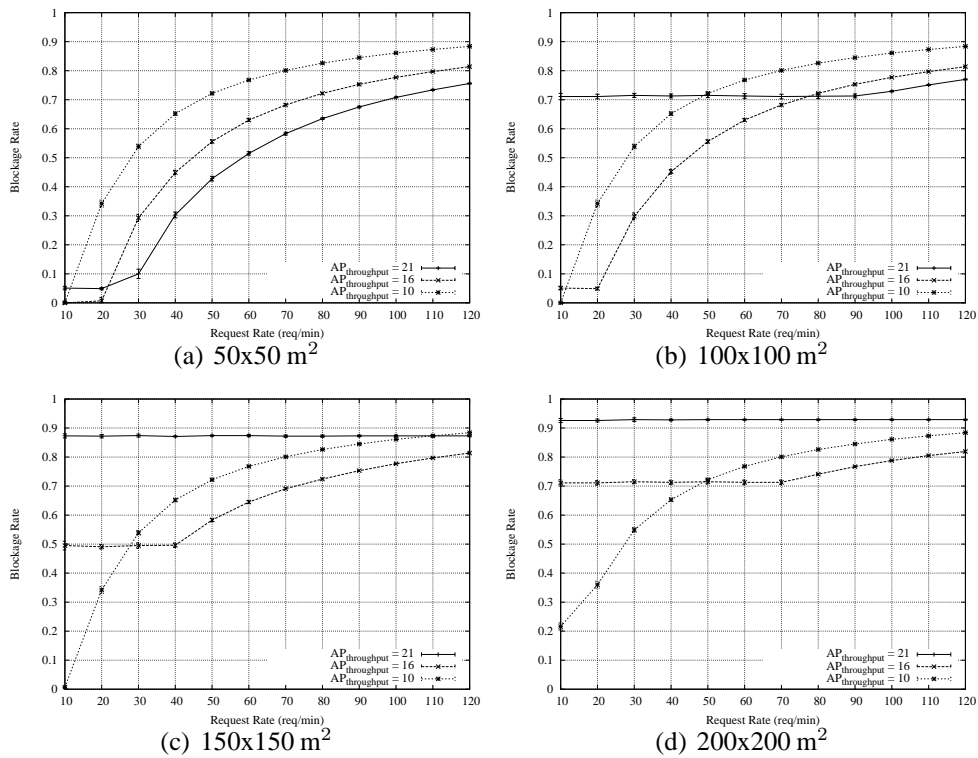 1
0.9
0.8
0.7
0.6
0.5
0.4
0.3
0.2
0.1
0
Blockage Rate
10 20 30 40 50 60 70 80 90 100 110 120
Request Rate (req/min)
AP_throughput = 21
AP_throughput = 16
AP_throughput = 10
(a) 50x50 m²
1
0.9
0.8
0.7
0.6
0.5
0.4
0.3
0.2
0.1
0
Blockage Rate
10 20 30 40 50 60 70 80 90 100 110 120
Request Rate (req/min)
AP_throughput = 21
AP_throughput = 16
AP_throughput = 10
(b) 100x100 m²
1
0.9
0.8
0.7
0.6
0.5
0.4
0.3
0.2
0.1
0
Blockage Rate
10 20 30 40 50 60 70 80 90 100 110 120
Request Rate (req/min)
AP_throughput = 21
AP_throughput = 16
AP_throughput = 10
(c) 150x150 m²
1
0.9
0.8
0.7
0.6
0.5
0.4
0.3
0.2
0.1
0
Blockage Rate
10 20 30 40 50 60 70 80 90 100 110 120
Request Rate (req/min)
AP_throughput = 21
AP_throughput = 16
AP_throughput = 10
(d) 200x200 m²